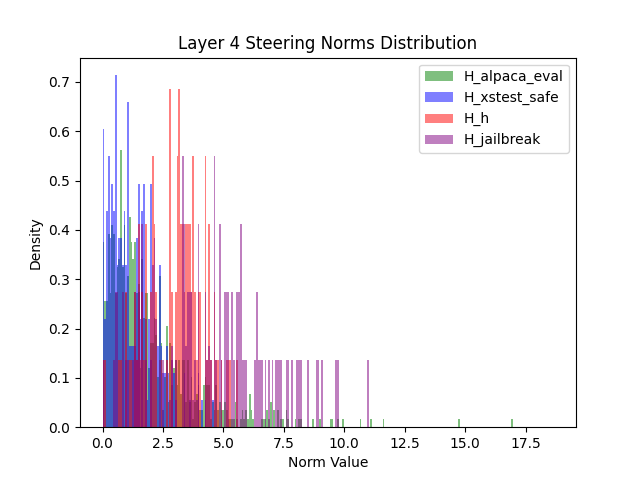 Layer 4 Steering Norms Distribution
H_alpaca_eval
H_xstest_safe
H_h
H_jailbreak
Density
0.7
0.6
0.5
0.4
0.3
0.2
0.1
0.0
0.0 2.5 5.0 7.5 10.0 12.5 15.0 17.5
Norm Value